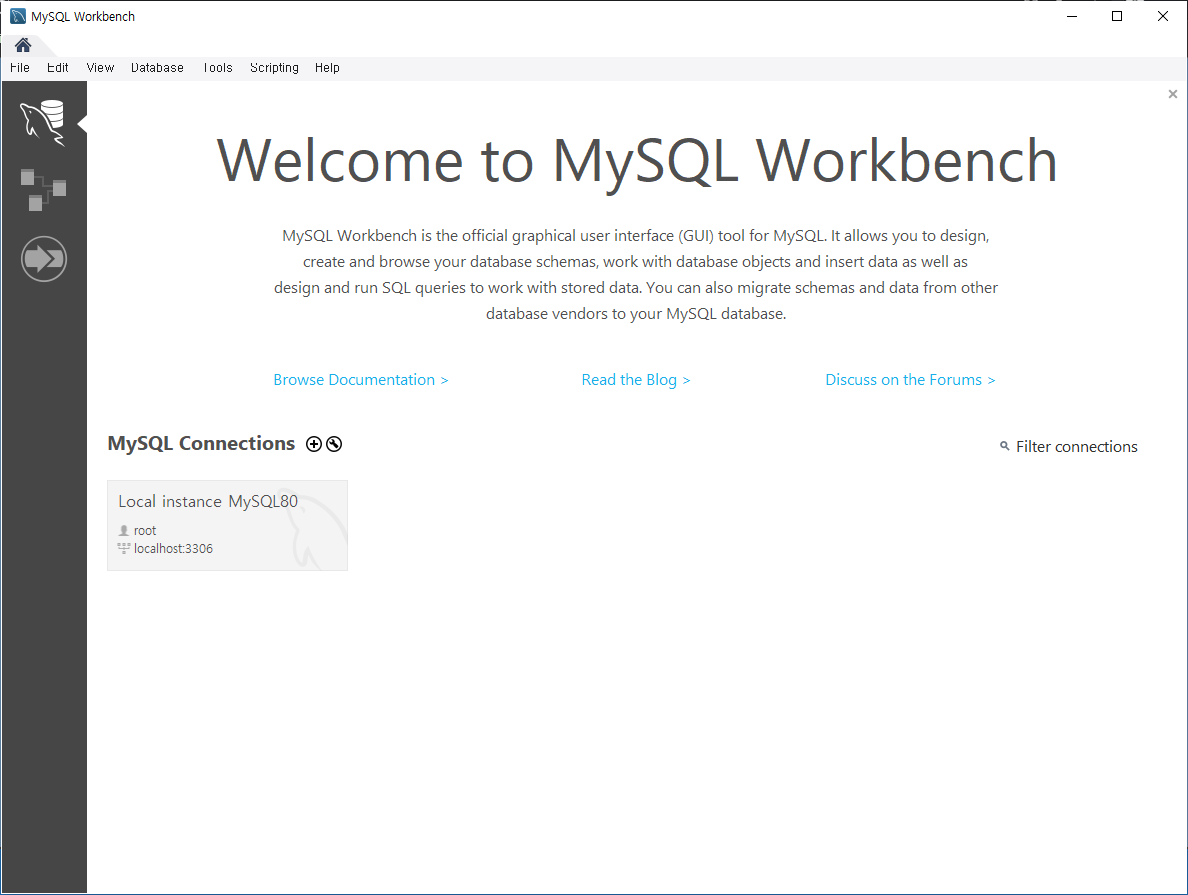 MySQL Workbench
File Edit View Database Tools Scripting Help
Welcome to MySQL Workbench
MySQL Workbench is the official graphical user interface (GUI) tool for MySQL. It allows you to design,
create and browse your database schemas, work with database objects and insert data as well as
design and run SQL queries to work with stored data. You can also migrate schemas and data from other
database vendors to your MySQL database.
Browse Documentation > Read the Blog > Discuss on the Forums >
MySQL Connections Filter connections
Local instance MySQL80
root
localhost:3306